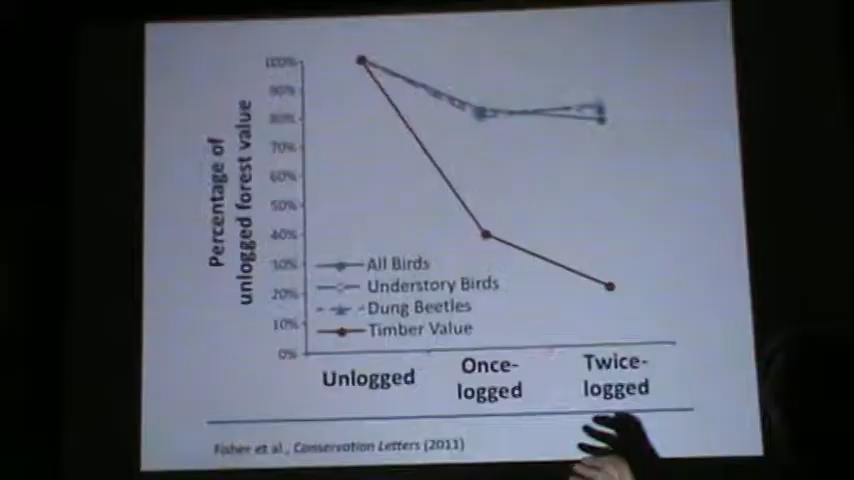 Percentage of
unlogged forest value
100%
90%
80%
70%
60%
50%
40%
30%
20%
10%
0%
All Birds
Understory Birds
Dung Beetles
Timber Value
Unlogged
Once-
logged
Twice-
logged
Fisher et al., Conservation Letters (2011)